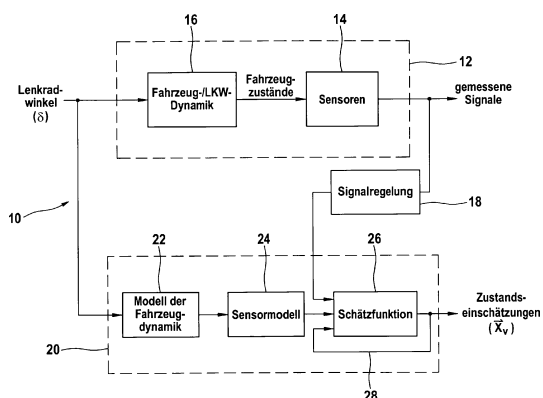 16
14
12
Lenkrad-
winkel
(δ)
Fahrzeug-/LKW-
Dynamik
Fahrzeug-
zustände
Sensoren
gemessene
Signale
Signalregelung
18
10
22
24
26
Modell der
Fahrzeug-
dynamik
Sensormodell
Schätzfunktion
Zustands-
einschätzungen
(X⃗v)
20
28